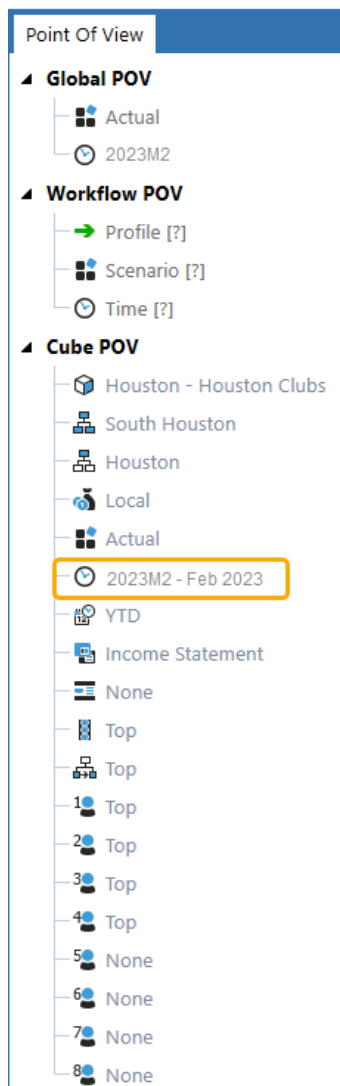 Point Of View
Global POV
Actual
2023M2
Workflow POV
Profile [?]
Scenario [?]
Time [?]
Cube POV
Houston - Houston Clubs
South Houston
Houston
Local
Actual
2023M2 - Feb 2023
YTD
Income Statement
None
Top
Top
1 Top
2 Top
3 Top
4 Top
5 None
6 None
7 None
8 None